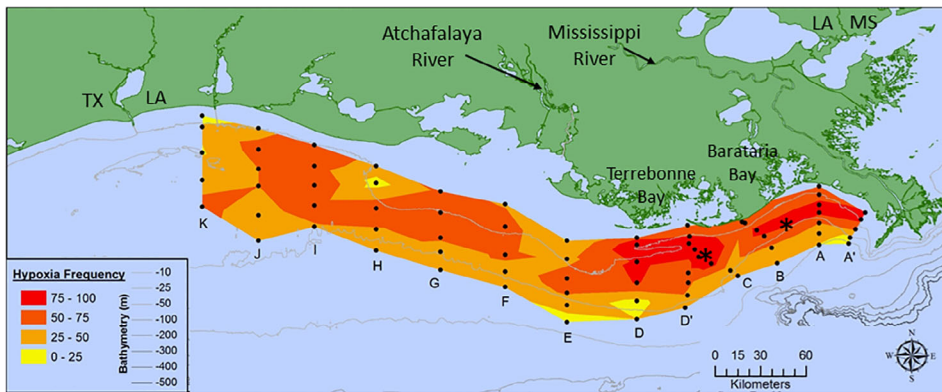 Atchafalaya
River
Mississippi
River
LA
MS
TX
LA
Barataria
Bay
Terrebonne
Bay
K
J
I
H
G
F
E
D
D'
C
B
A
A'
Hypoxia Frequency
75 - 100
50 - 75
25 - 50
0 - 25
Bathymetry (m)
-10
-25
-50
-100
-200
-300
-400
-500
N
W
E
S
0 15 30 60
Kilometers